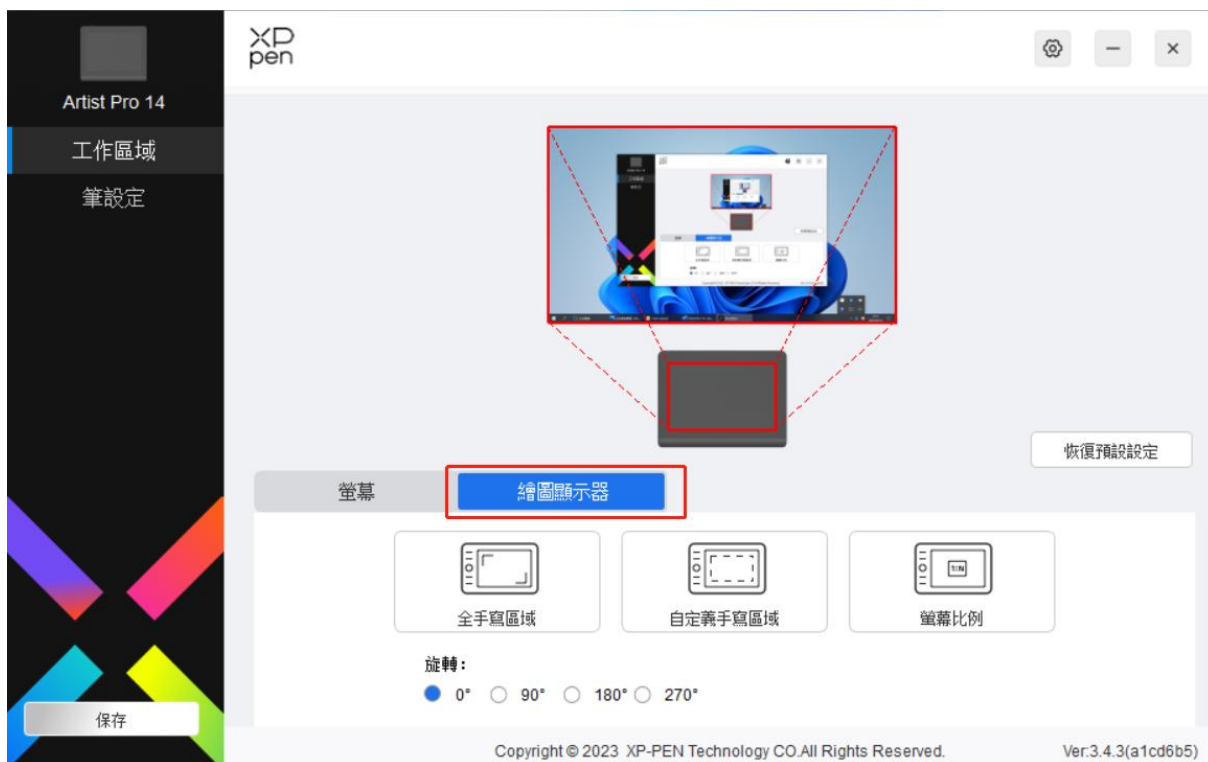 XP
pen
Artist Pro 14
工作區域
筆設定
恢復預設設定
螢幕
繪圖顯示器
全手寫區域
自定義手寫區域
螢幕比例
旋轉：
0° 90° 180° 270°
保存
Copyright © 2023 XP-PEN Technology CO.All Rights Reserved.
Ver:3.4.3(a1cd6b5)